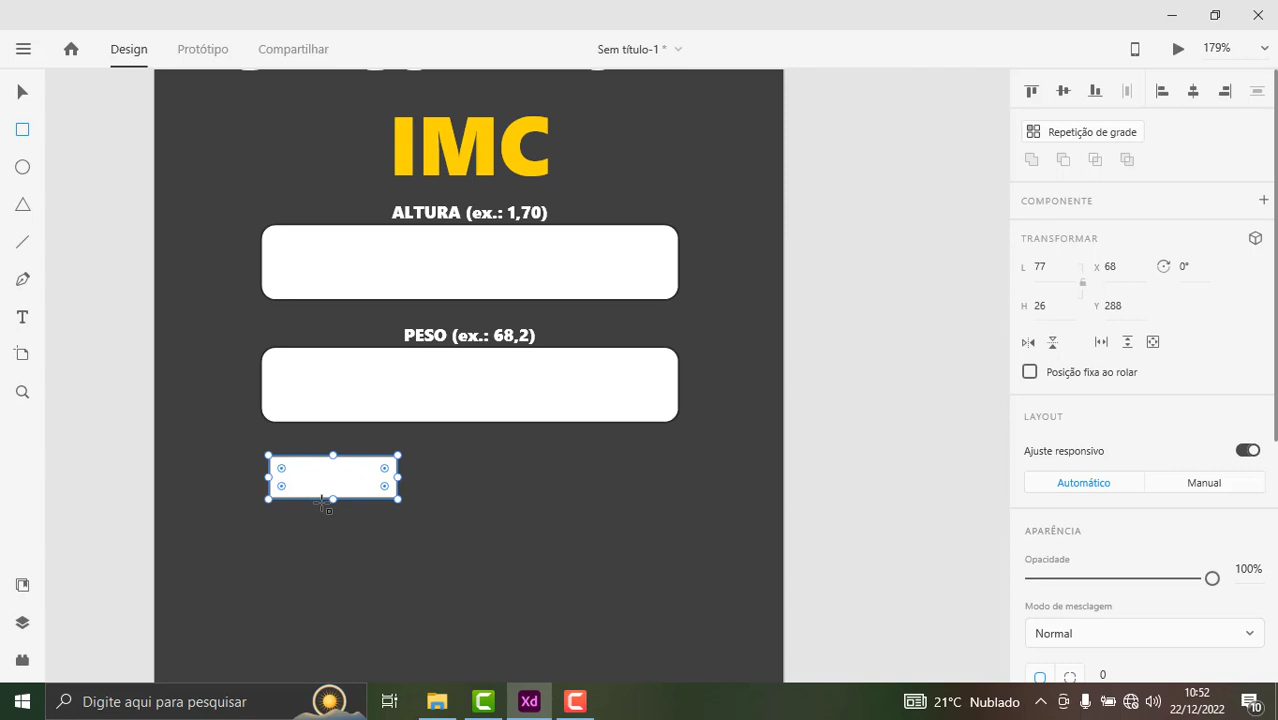 Design
Protótipo
Compartilhar
Sem título-1 *
179%
IMC
ALTURA (ex.: 1,70)
PESO (ex.: 68,2)
Repetição de grade
COMPONENTE
TRANSFORMAR
L 77 X 68 0°
H 26 Y 288
Posição fixa ao rolar
LAYOUT
Ajuste responsivo
Automático Manual
APARÊNCIA
Opacidade
100%
Modo de mesclagem
Normal
0
T
Digite aqui para pesquisar
Xd
C
C
21°C Nublado
10:52
22/12/2022
10